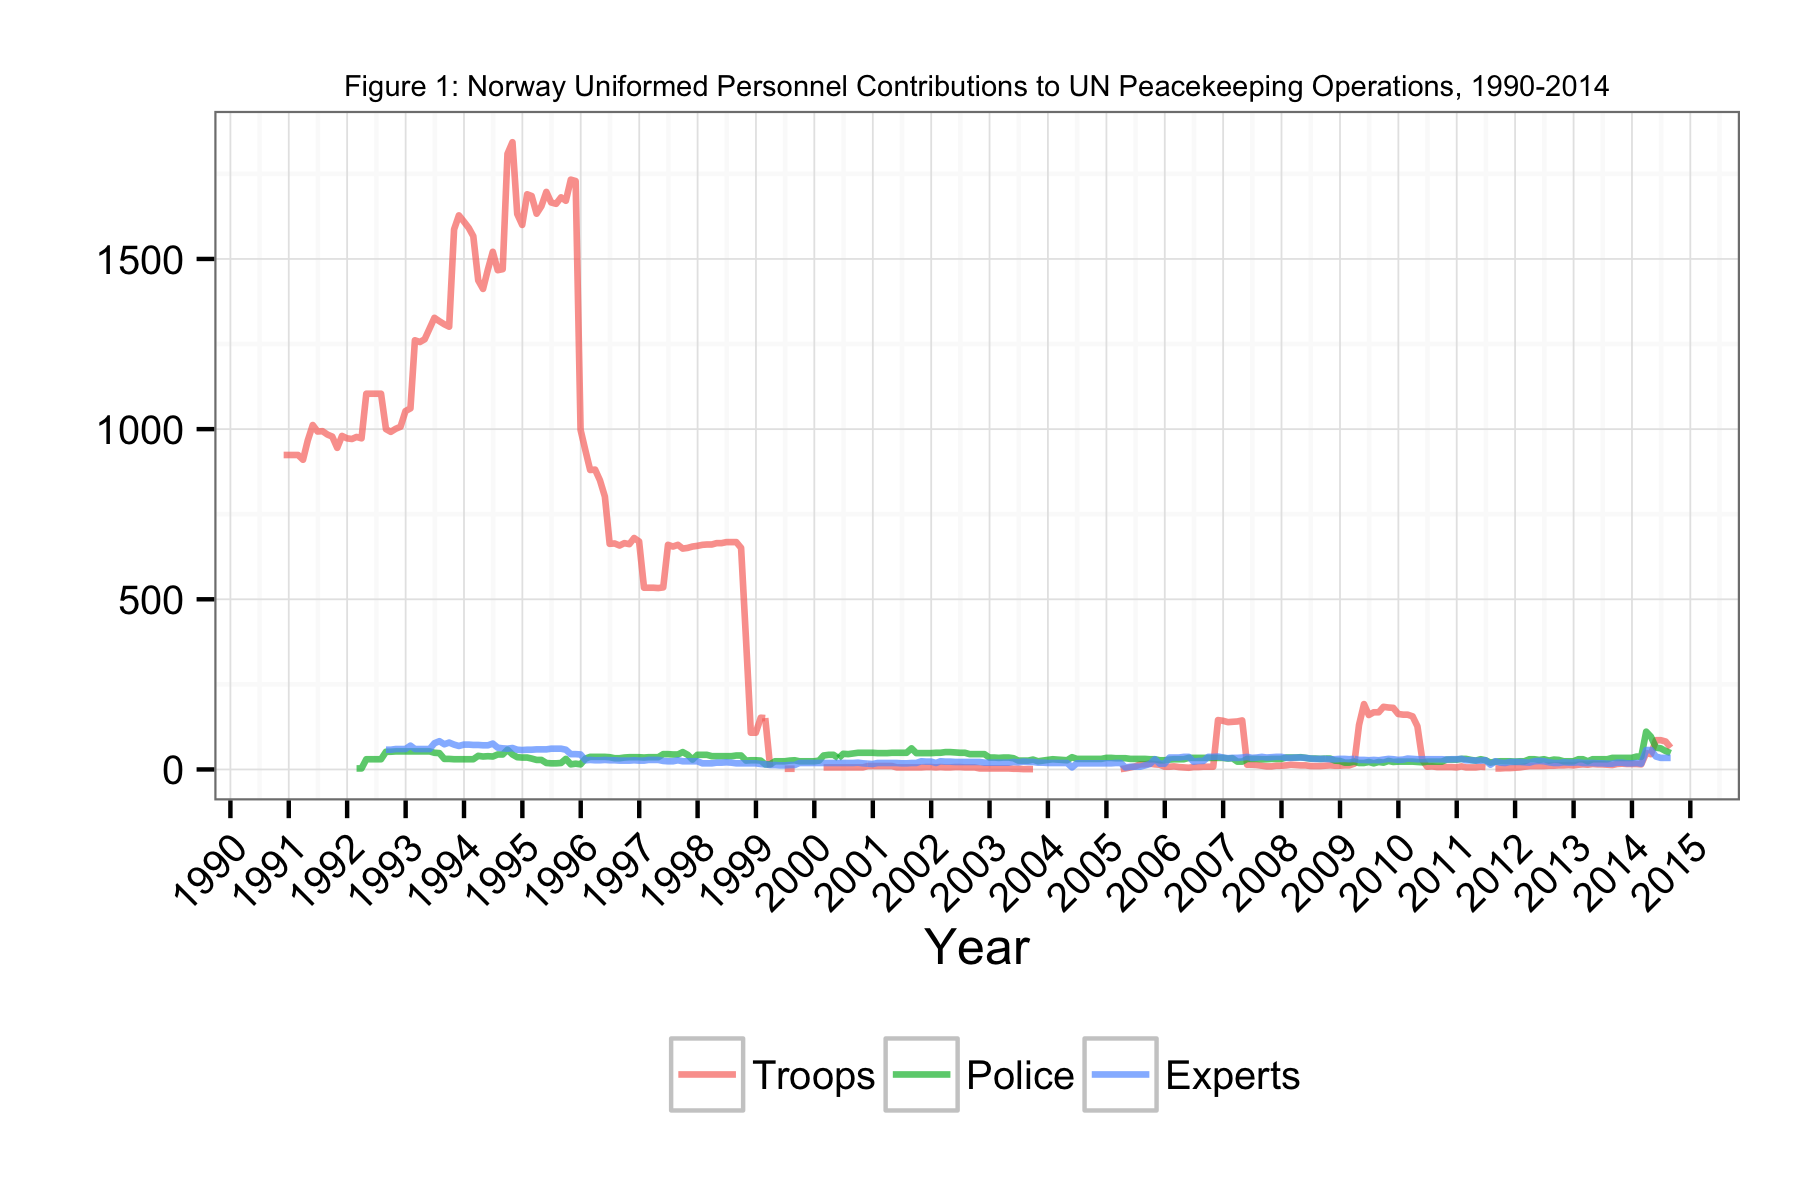 Figure 1: Norway Uniformed Personnel Contributions to UN Peacekeeping Operations, 1990-2014
1500
1000
500
0
1990 1991 1992 1993 1994 1995 1996 1997 1998 1999 2000 2001 2002 2003 2004 2005 2006 2007 2008 2009 2010 2011 2012 2013 2014 2015
Year
Troops Police Experts